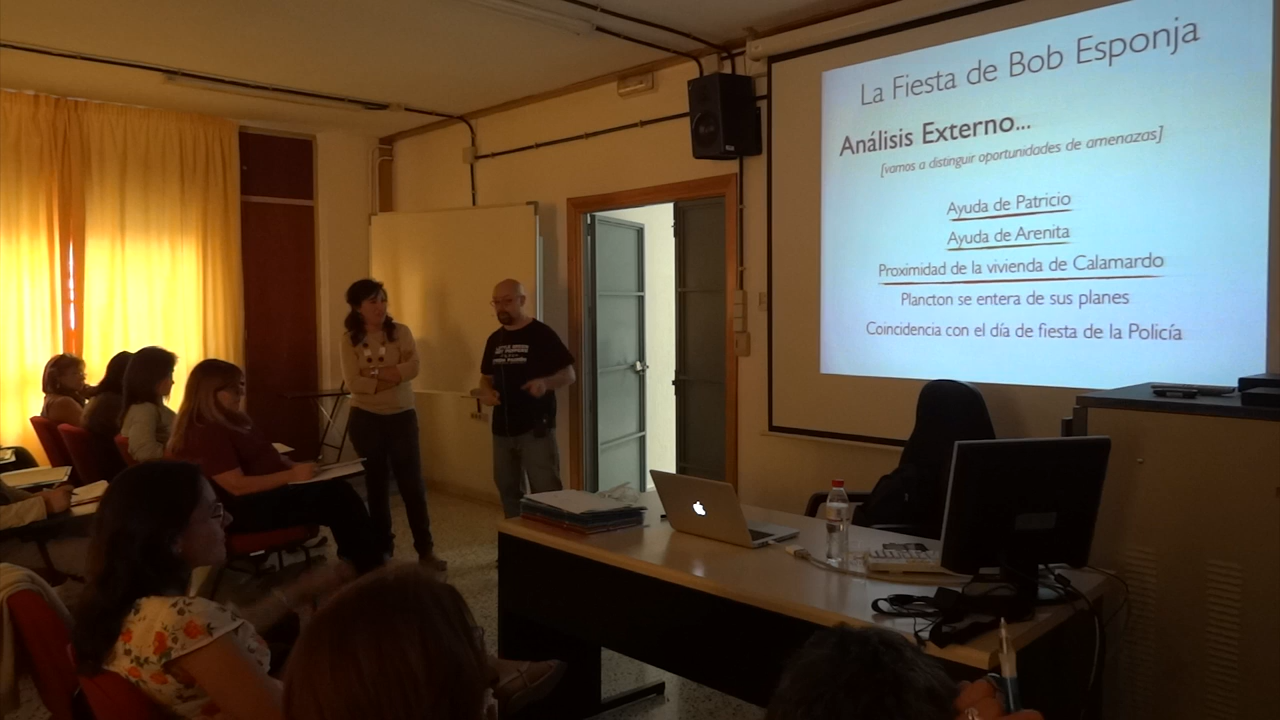 La Fiesta de Bob Esponja
Análisis Externo...
[vamos a distinguir oportunidades de amenazas]
Ayuda de Patricio
Ayuda de Arenita
Proximidad de la vivienda de Calamardo
Plancton se entera de sus planes
Coincidencia con el día de fiesta de la Policía